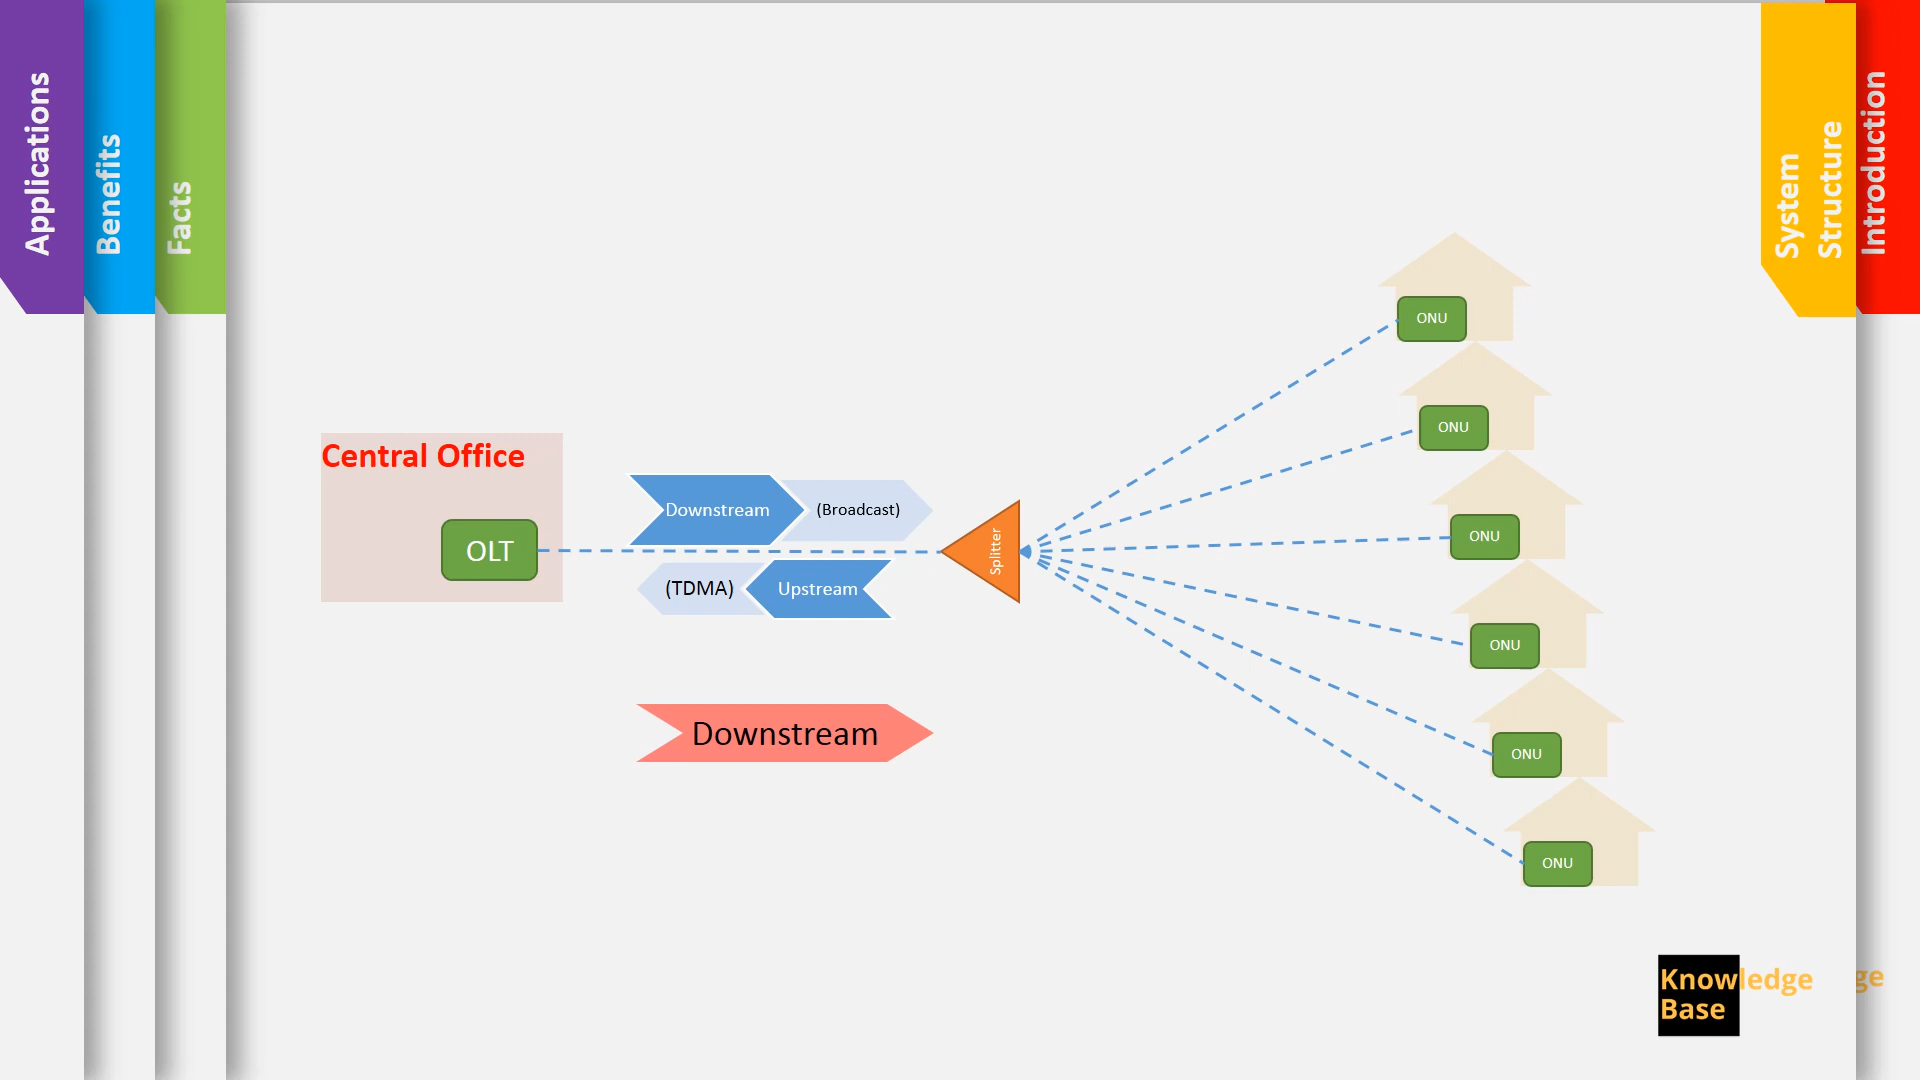 Applications
Benefits
Facts
System
Structure
Introduction
Central Office
OLT
Downstream
(Broadcast)
(TDMA)
Upstream
Splitter
Downstream
ONU
ONU
ONU
ONU
ONU
ONU
Knowledge
Base
ge